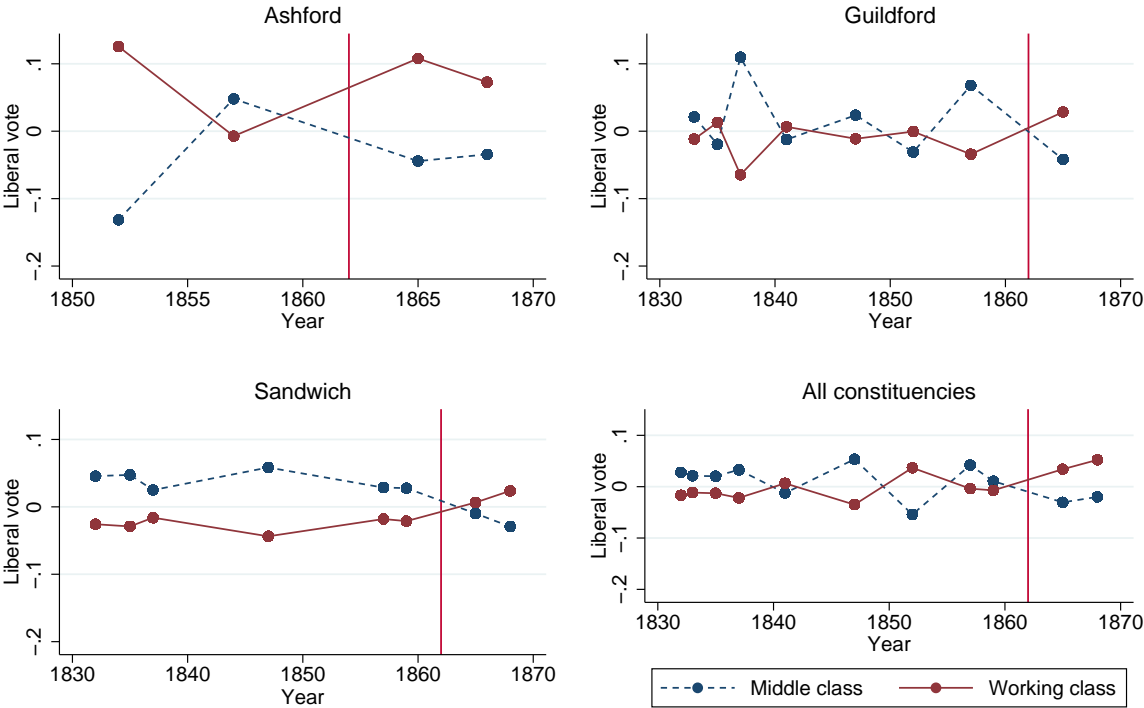 Ashford
Liberal vote
.1
0
−.1
−.2
1850 1855 1860 1865 1870
Year
Guildford
Liberal vote
.1
0
−.1
−.2
1830 1840 1850 1860 1870
Year
Sandwich
Liberal vote
.1
0
−.1
−.2
1830 1840 1850 1860 1870
Year
All constituencies
Liberal vote
.1
0
−.1
−.2
1830 1840 1850 1860 1870
Year
Middle class Working class